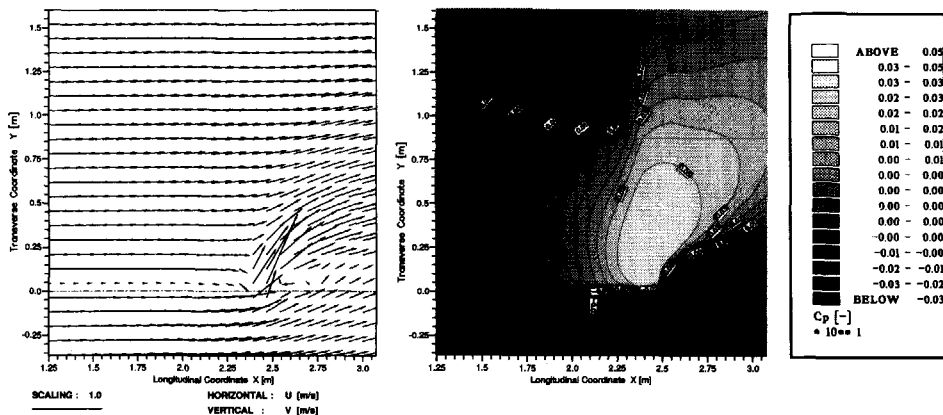 1.5
1.25
1.0
0.75
0.5
0.25
0.0
-0.25
Transverse Coordinate Y [m]
1.25 1.5 1.75 2.0 2.25 2.5 2.75 3.0
Longitudinal Coordinate X [m]
SCALING : 1.0
HORIZONTAL : U [m/s]
VERTICAL : V [m/s]
1.5
1.25
1.0
0.75
0.5
0.25
0.0
-0.25
Transverse Coordinate Y [m]
1.25 1.5 1.75 2.0 2.25 2.5 2.75 3.0
Longitudinal Coordinate X [m]
ABOVE 0.05
0.03 - 0.05
0.03 - 0.03
0.02 - 0.03
0.02 - 0.02
0.01 - 0.02
0.01 - 0.01
0.00 - 0.01
0.00 - 0.00
0.00 - 0.00
0.00 - 0.00
0.00 - 0.00
-0.00 - 0.00
-0.01 - -0.00
-0.02 - -0.01
-0.03 - -0.02
BELOW -0.03
Cp [-]
* 10** 1